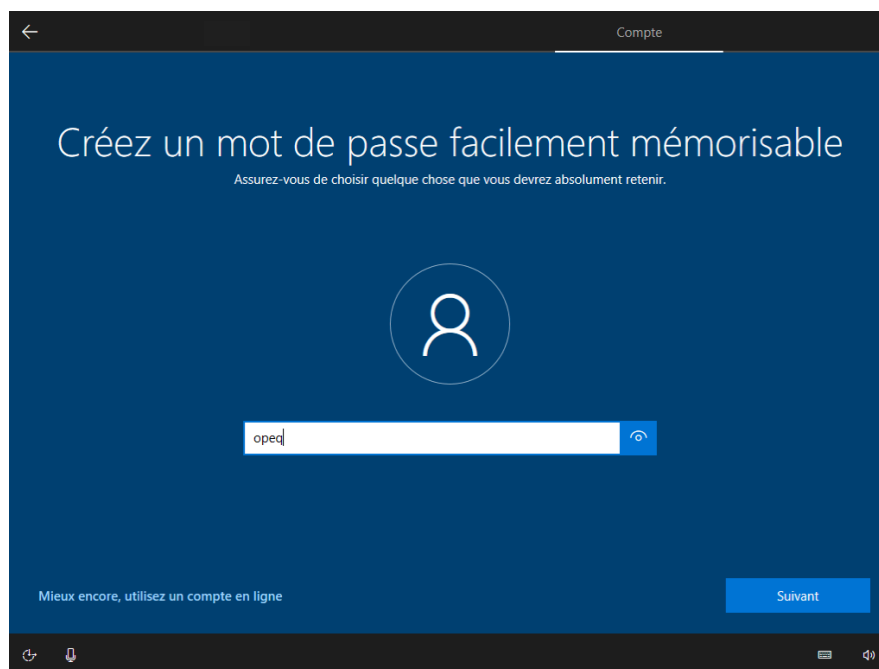 Compte
Créez un mot de passe facilement mémorisable
Assurez-vous de choisir quelque chose que vous devrez absolument retenir.
opeq
Mieux encore, utilisez un compte en ligne
Suivant